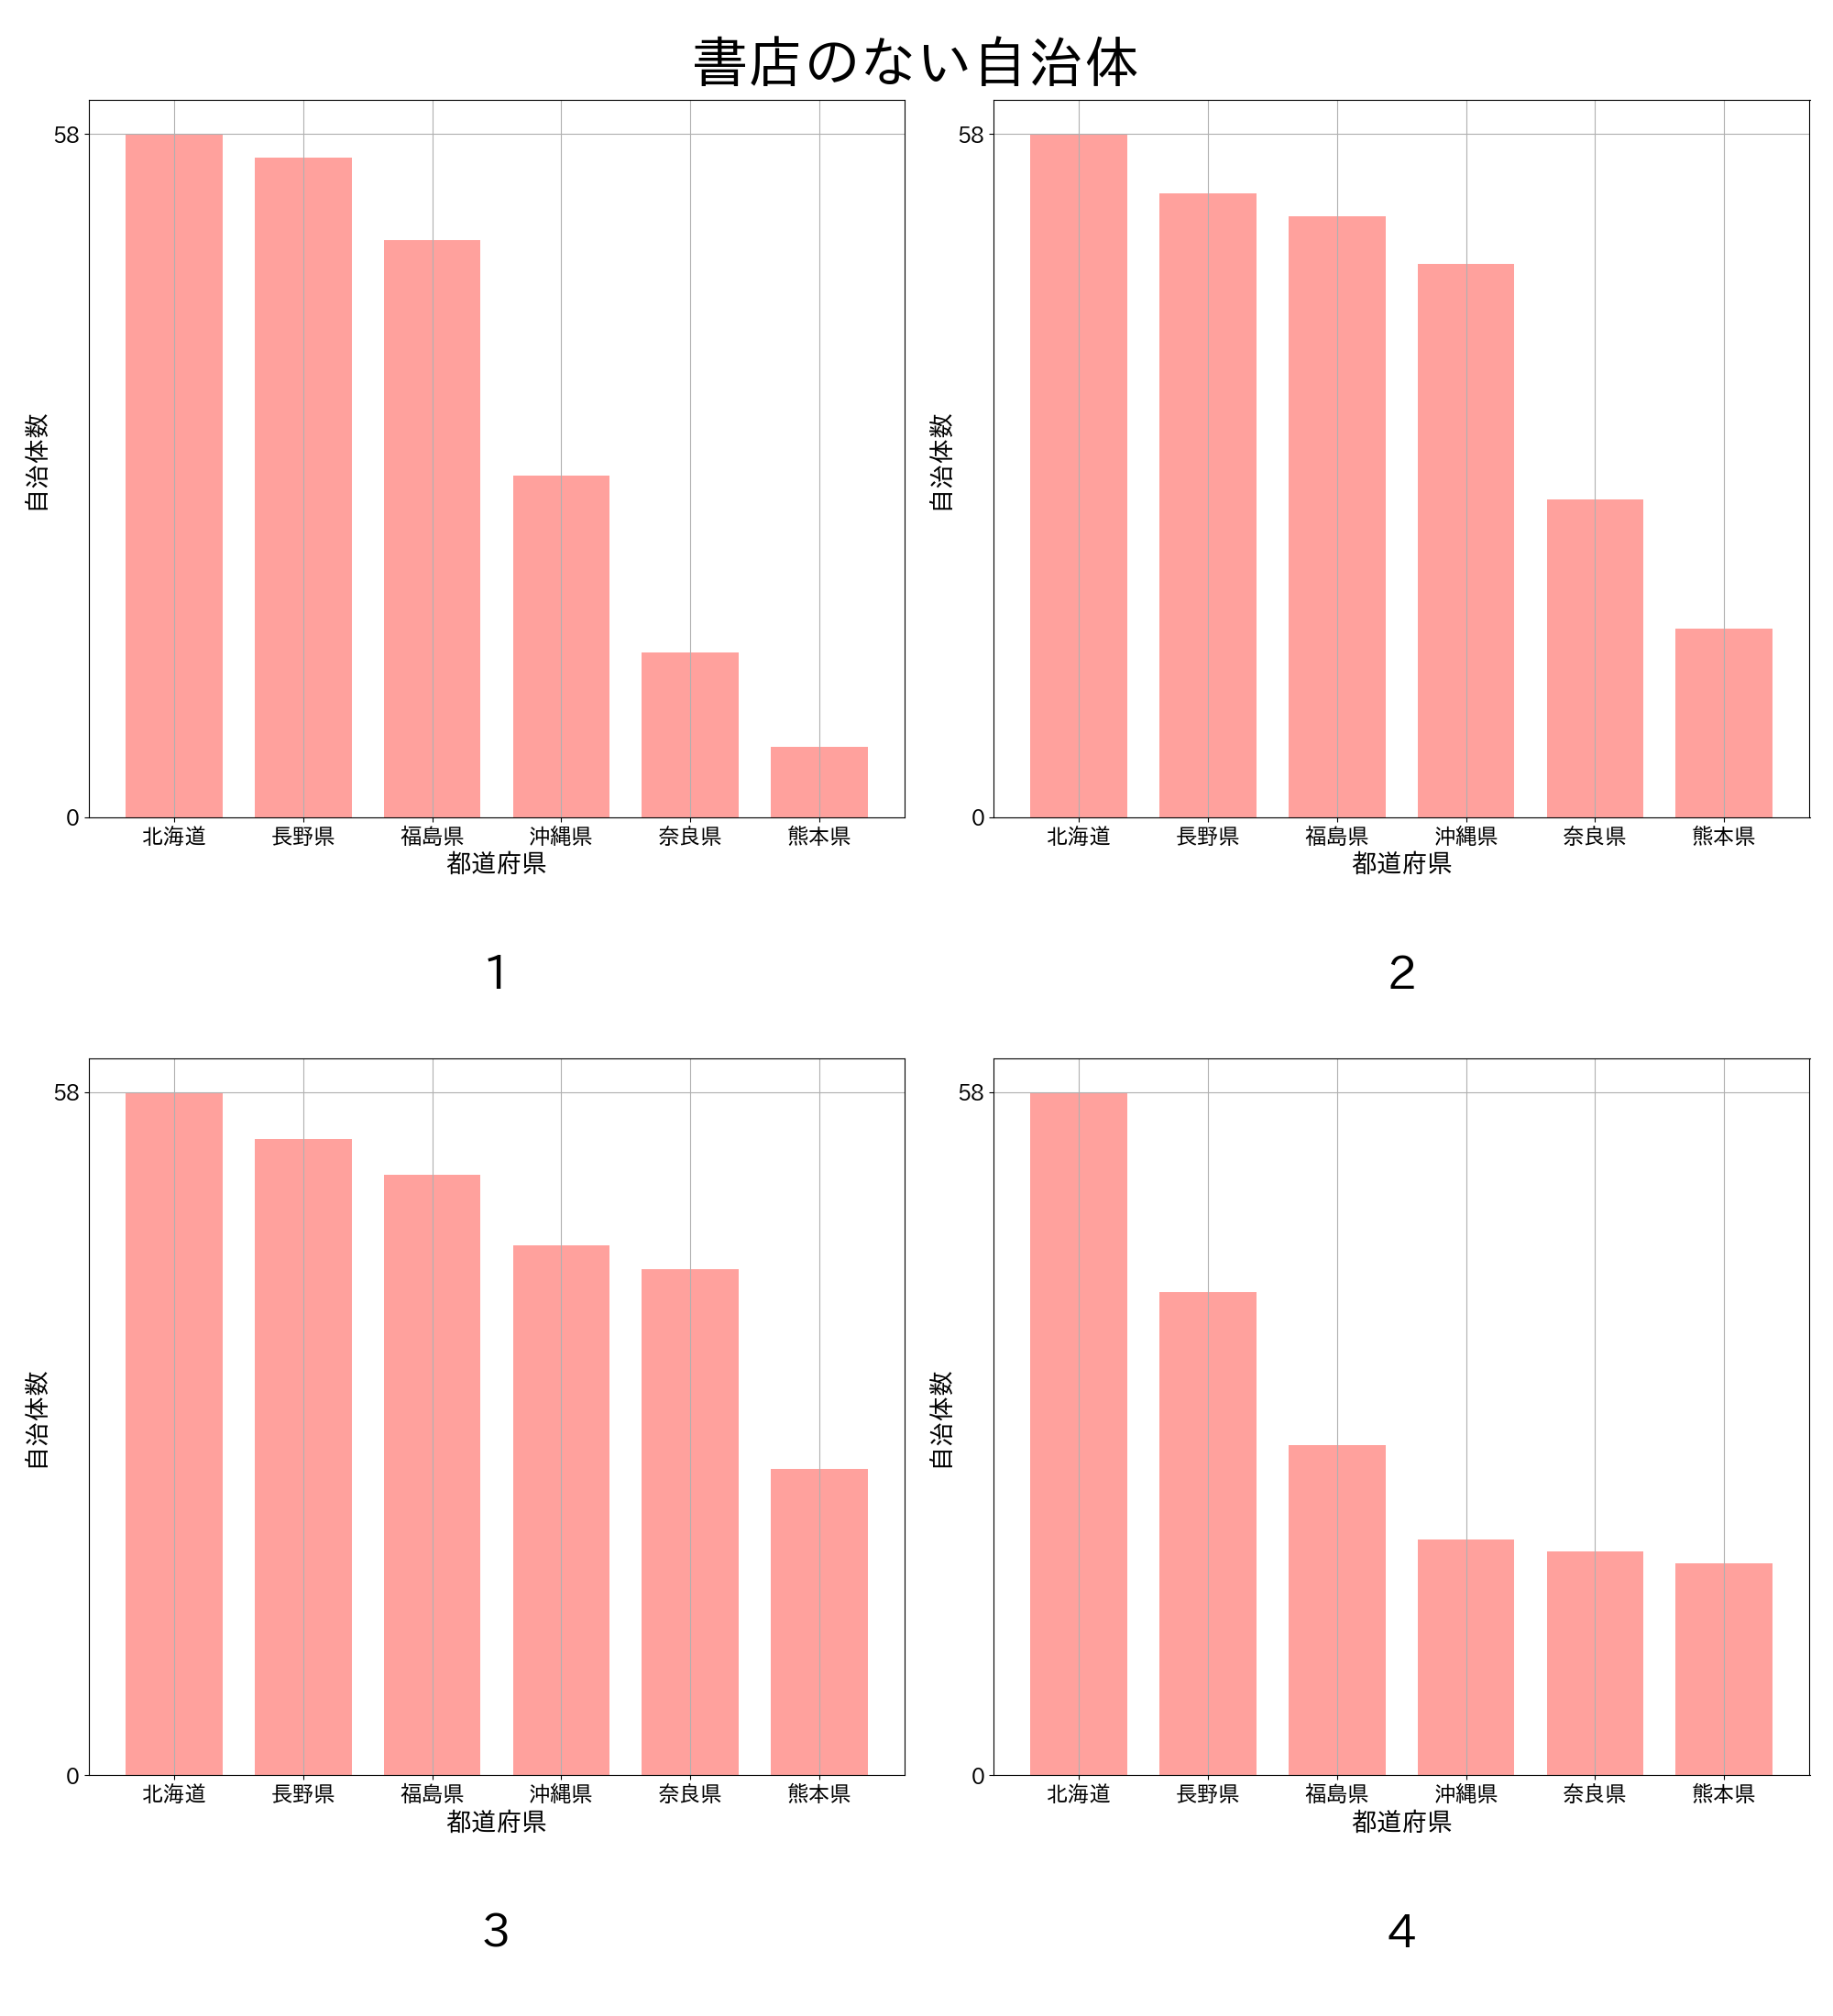 書店のない自治体
58
0
自治体数
北海道 長野県 福島県 沖縄県 奈良県 熊本県
都道府県
1
58
0
自治体数
北海道 長野県 福島県 沖縄県 奈良県 熊本県
都道府県
2
58
0
自治体数
北海道 長野県 福島県 沖縄県 奈良県 熊本県
都道府県
3
58
0
自治体数
北海道 長野県 福島県 沖縄県 奈良県 熊本県
都道府県
4